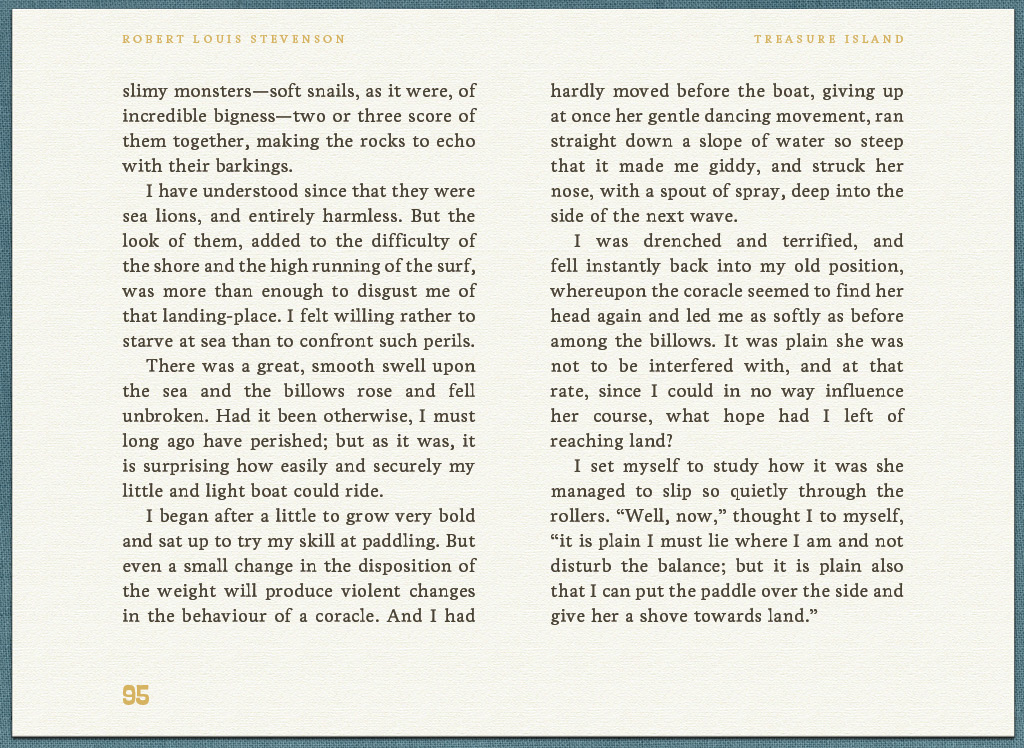 ROBERT LOUIS STEVENSON
TREASURE ISLAND
slimy monsters—soft snails, as it were, of
incredible bigness—two or three score of
them together, making the rocks to echo
with their barkings.
I have understood since that they were
sea lions, and entirely harmless. But the
look of them, added to the difficulty of
the shore and the high running of the surf,
was more than enough to disgust me of
that landing-place. I felt willing rather to
starve at sea than to confront such perils.
There was a great, smooth swell upon
the sea and the billows rose and fell
unbroken. Had it been otherwise, I must
long ago have perished; but as it was, it
is surprising how easily and securely my
little and light boat could ride.
I began after a little to grow very bold
and sat up to try my skill at paddling. But
even a small change in the disposition of
the weight will produce violent changes
in the behaviour of a coracle. And I had
hardly moved before the boat, giving up
at once her gentle dancing movement, ran
straight down a slope of water so steep
that it made me giddy, and struck her
nose, with a spout of spray, deep into the
side of the next wave.
I was drenched and terrified, and
fell instantly back into my old position,
whereupon the coracle seemed to find her
head again and led me as softly as before
among the billows. It was plain she was
not to be interfered with, and at that
rate, since I could in no way influence
her course, what hope had I left of
reaching land?
I set myself to study how it was she
managed to slip so quietly through the
rollers. “Well, now,” thought I to myself,
“it is plain I must lie where I am and not
disturb the balance; but it is plain also
that I can put the paddle over the side and
give her a shove towards land.”
95